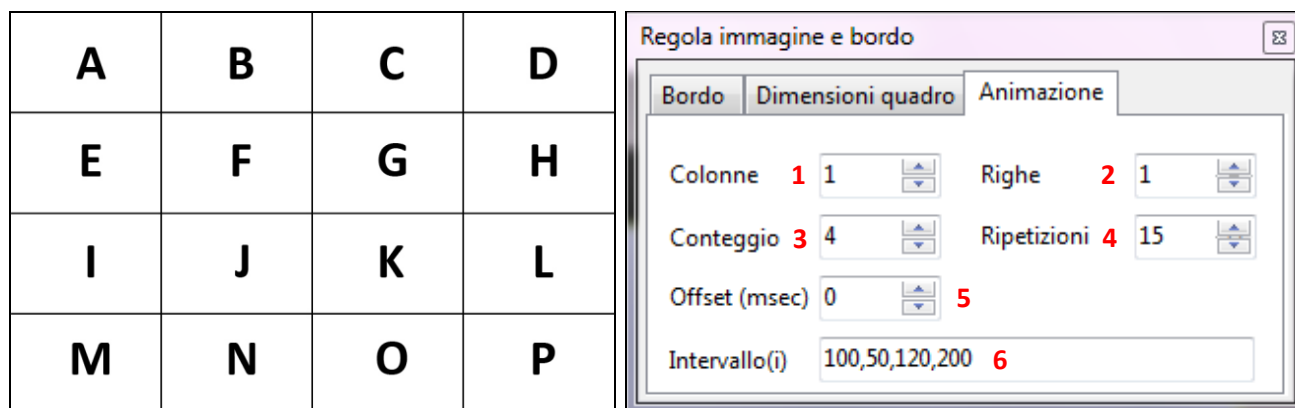 A B C D
E F G H
I J K L
M N O P
Regola immagine e bordo
Bordo Dimensioni quadro Animazione
Colonne 1 1 Righe 2 1
Conteggio 3 4 Ripetizioni 4 15
Offset (msec) 0 5
Intervallo(i) 100,50,120,200 6